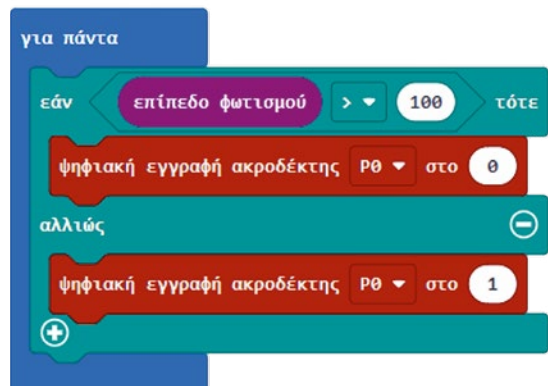 για πάντα
εάν επίπεδο φωτισμού > 100 τότε
ψηφιακή εγγραφή ακροδέκτης P0 στο 0
αλλιώς
ψηφιακή εγγραφή ακροδέκτης P0 στο 1